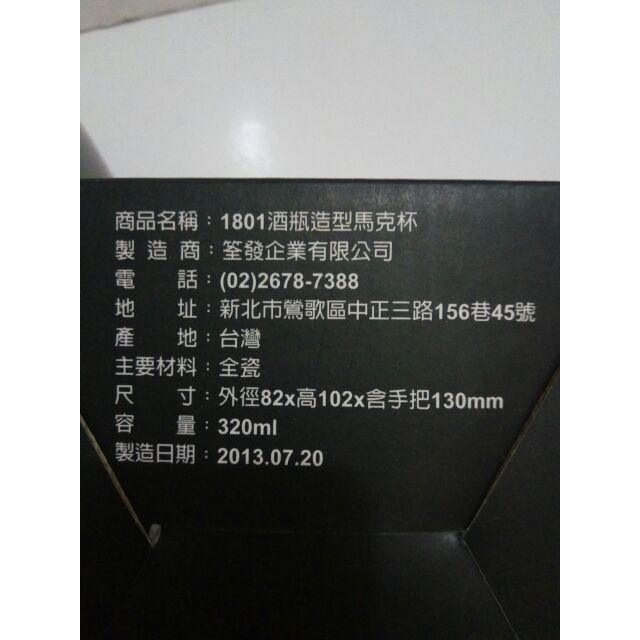 商品名稱：1801酒瓶造型馬克杯
製造商：筌發企業有限公司
電話：(02)2678-7388
地址：新北市鶯歌區中正三路156巷45號
產地：台灣
主要材料：全瓷
尺寸：外徑82x高102x含手把130mm
容量：320ml
製造日期：2013.07.20